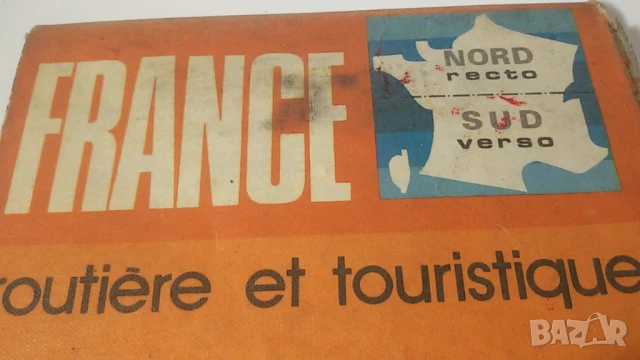 FRANCE
NORD
recto
SUD
verso
routière et touristique
BAZAR